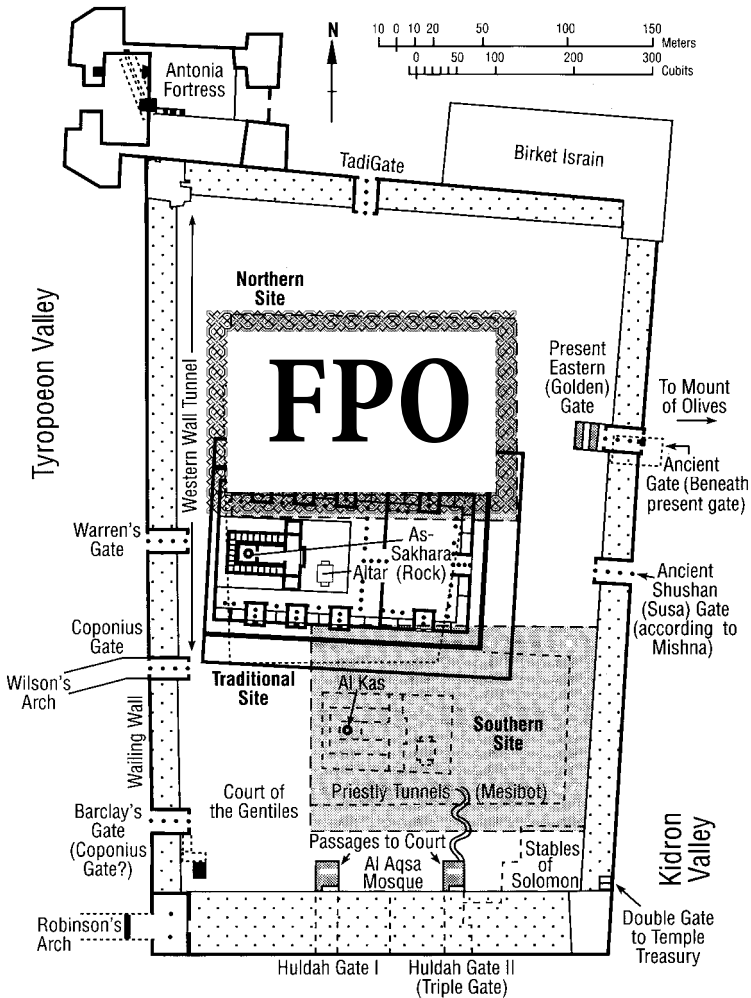 N
10 0 10 20 50 100 150
Meters
0 50 100 200 300
Cubits
Antonia
Fortress
TadiGate
Birket Israin
Northern
Site
FPO
Tyropoeon Valley
Western Wall Tunnel
Present
Eastern
(Golden)
Gate
To Mount
of Olives
Ancient
Gate (Beneath
present gate)
Warren's
Gate
As-
Sakhara
(Rock)
Altar
Ancient
Shushan
(Susa) Gate
(according to
Mishna)
Coponius
Gate
Wilson's
Arch
Traditional
Site
Al Kas
Southern
Site
Wailing Wall
Court of
the Gentiles
Priestly Tunnels (Mesibot)
Barclay's
Gate
(Coponius
Gate?)
Passages to Court
Al Aqsa
Mosque
Stables
of
Solomon
Kidron
Valley
Robinson's
Arch
Double Gate
to Temple
Treasury
Huldah Gate I
Huldah Gate II
(Triple Gate)